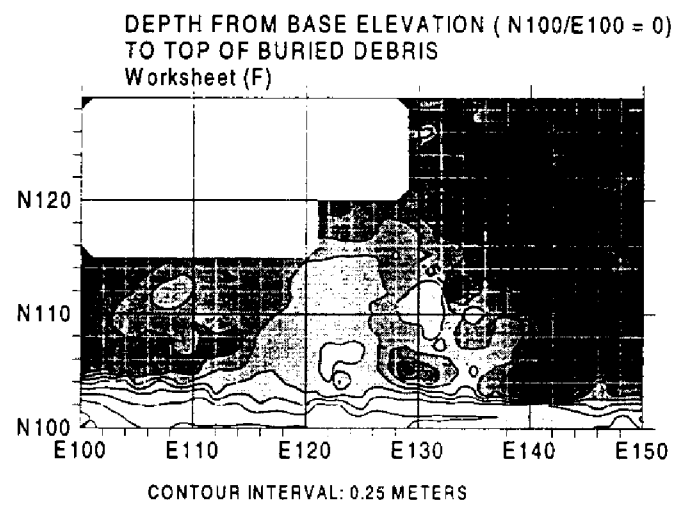 DEPTH FROM BASE ELEVATION ( N100/E100 = 0)
TO TOP OF BURIED DEBRIS
Worksheet (F)
N120
N110
N100
E100 E110 E120 E130 E140 E150
CONTOUR INTERVAL: 0.25 METERS